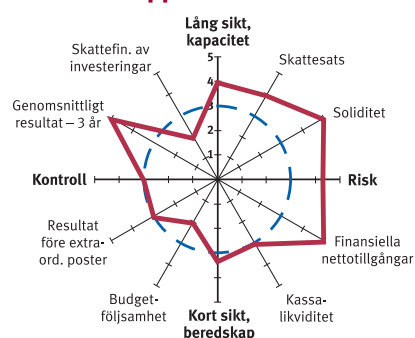 Lång sikt,
kapacitet
Skattefin. av
investeringar
Skattesats
Genomsnittligt
resultat – 3 år
Soliditet
5
4
3
2
1
Kontroll
Risk
Resultat
före extra-
ord. poster
Finansiella
nettotillgångar
Budget-
följsamhet
Kassa-
likviditet
Kort sikt,
beredskap